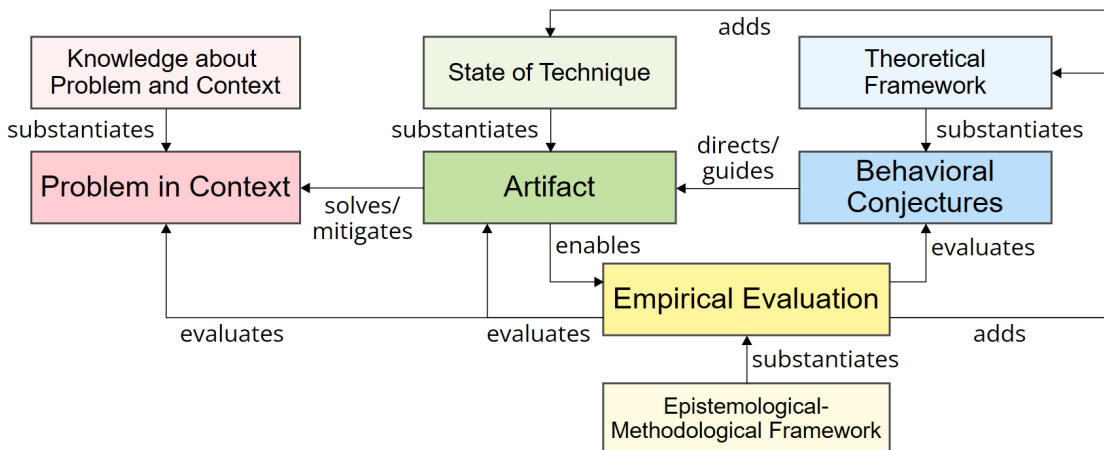 adds
Knowledge about
Problem and Context
State of Technique
Theoretical
Framework
substantiates
substantiates
substantiates
Problem in Context
solves/
mitigates
Artifact
directs/
guides
Behavioral
Conjectures
enables
evaluates
Empirical Evaluation
evaluates
evaluates
adds
substantiates
Epistemological-
Methodological Framework